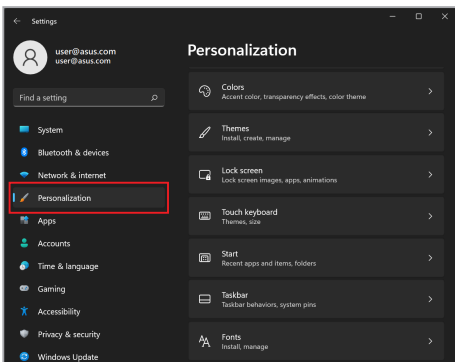 Settings
user@asus.com
user@asus.com
Find a setting
System
Bluetooth & devices
Network & internet
Personalization
Apps
Accounts
Time & language
Gaming
Accessibility
Privacy & security
Windows Update
Personalization
Colors
Accent color, transparency effects, color theme
Themes
Install, create, manage
Lock screen
Lock screen images, apps, animations
Touch keyboard
Themes, size
Start
Recent apps and items, folders
Taskbar
Taskbar behaviors, system pins
Fonts
Install, manage